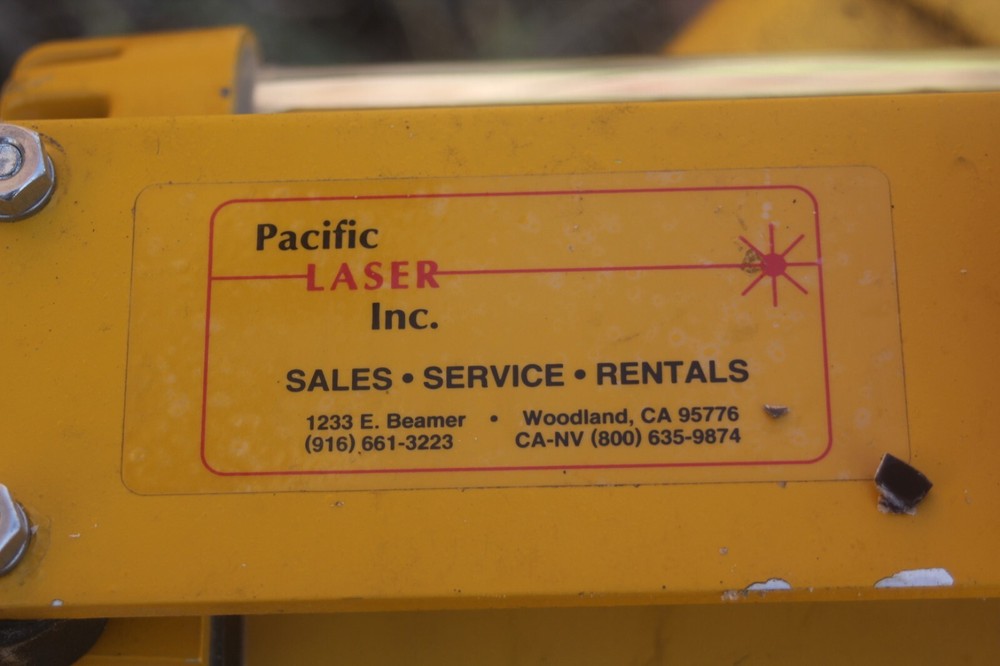 Pacific
LASER
Inc.
SALES • SERVICE • RENTALS
1233 E. Beamer • Woodland, CA 95776
(916) 661-3223 CA-NV (800) 635-9874